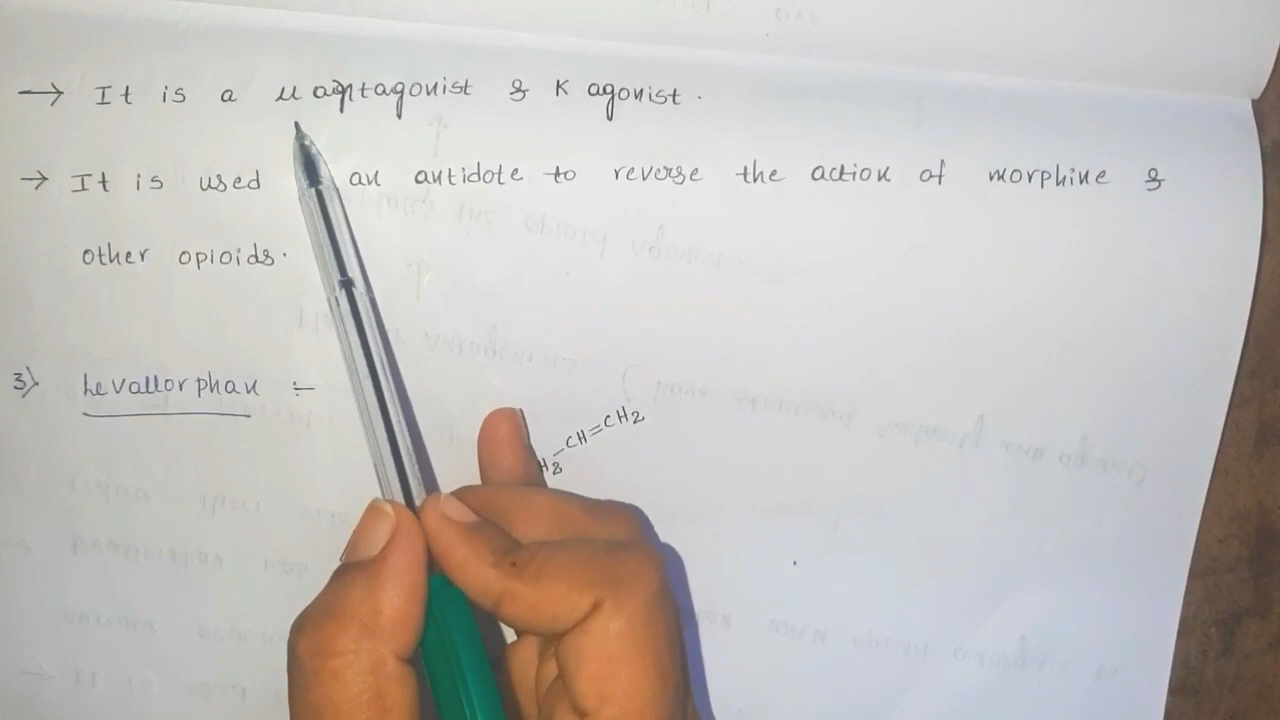 → It is a μ antagonist & K agonist.
→ It is used an antidote to reverse the action of morphine &
other opioids.
3) Levallorphan :-
CH=CH2
H2